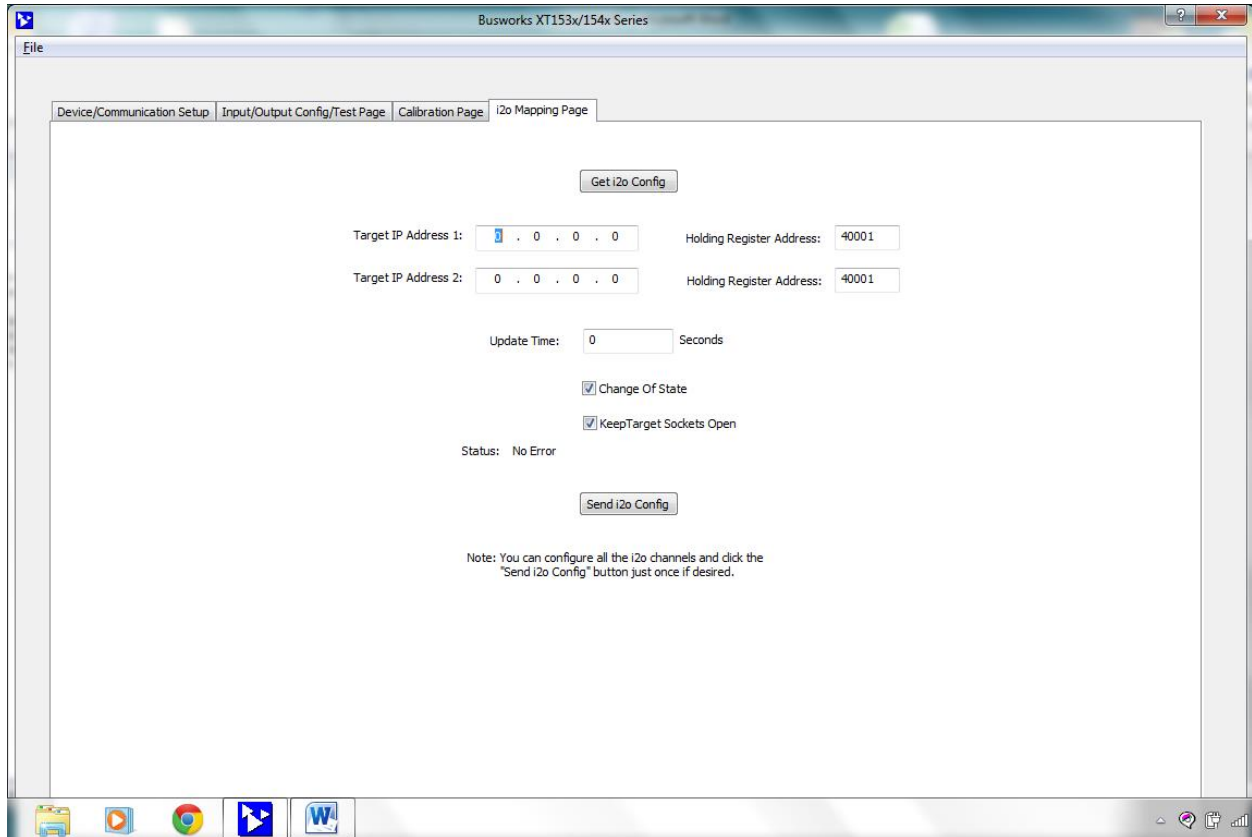 Busworks XT153x/154x Series
File
Device/Communication Setup
Input/Output Config/Test Page
Calibration Page
i2o Mapping Page
Get i2o Config
Target IP Address 1: 0 . 0 . 0 . 0 Holding Register Address: 40001
Target IP Address 2: 0 . 0 . 0 . 0 Holding Register Address: 40001
Update Time: 0 Seconds
Change Of State
KeepTarget Sockets Open
Status: No Error
Send i2o Config
Note: You can configure all the i2o channels and click the
"Send i2o Config" button just once if desired.